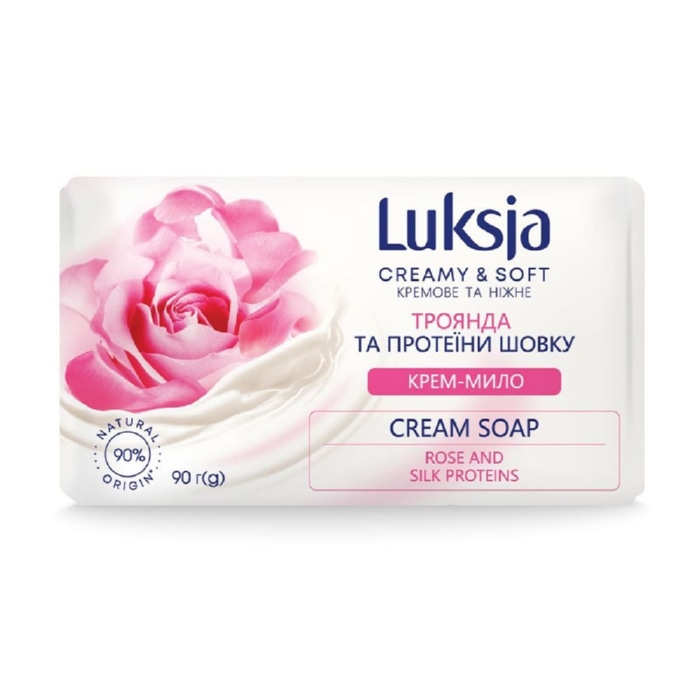 Luksja
CREAMY & SOFT
КРЕМОВЕ ТА НІЖНЕ
ТРОЯНДА
ТА ПРОТЕЇНИ ШОВКУ
КРЕМ-МИЛО
CREAM SOAP
ROSE AND
SILK PROTEINS
NATURAL
90%
ORIGIN*
90 г(g)